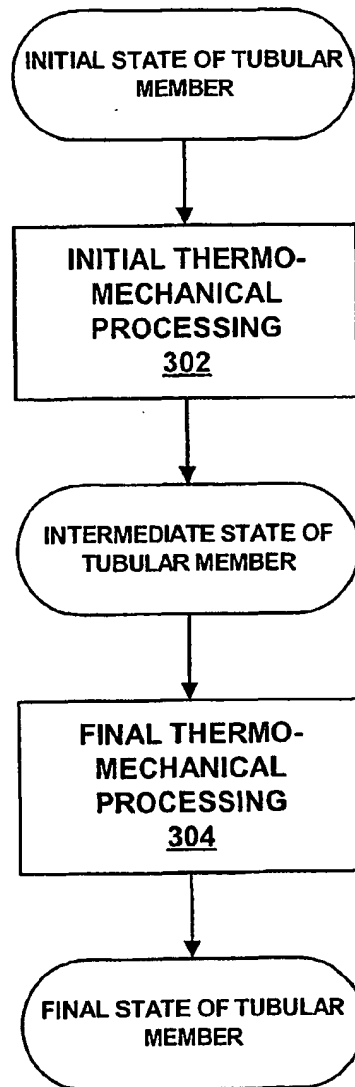 INITIAL STATE OF TUBULAR
MEMBER
INITIAL THERMO-
MECHANICAL
PROCESSING
302
INTERMEDIATE STATE OF
TUBULAR MEMBER
FINAL THERMO-
MECHANICAL
PROCESSING
304
FINAL STATE OF TUBULAR
MEMBER